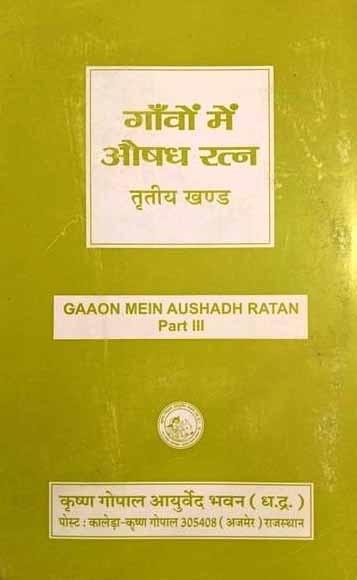 गाँवों में
औषध रत्न
तृतीय खण्ड
GAAON MEIN AUSHADH RATAN
Part III
कृष्ण गोपाल आयुर्वेद भवन ( ध.द्र. )
पोस्ट : कालेड़ा-कृष्ण गोपाल 305408 ( अजमेर ) राजस्थान